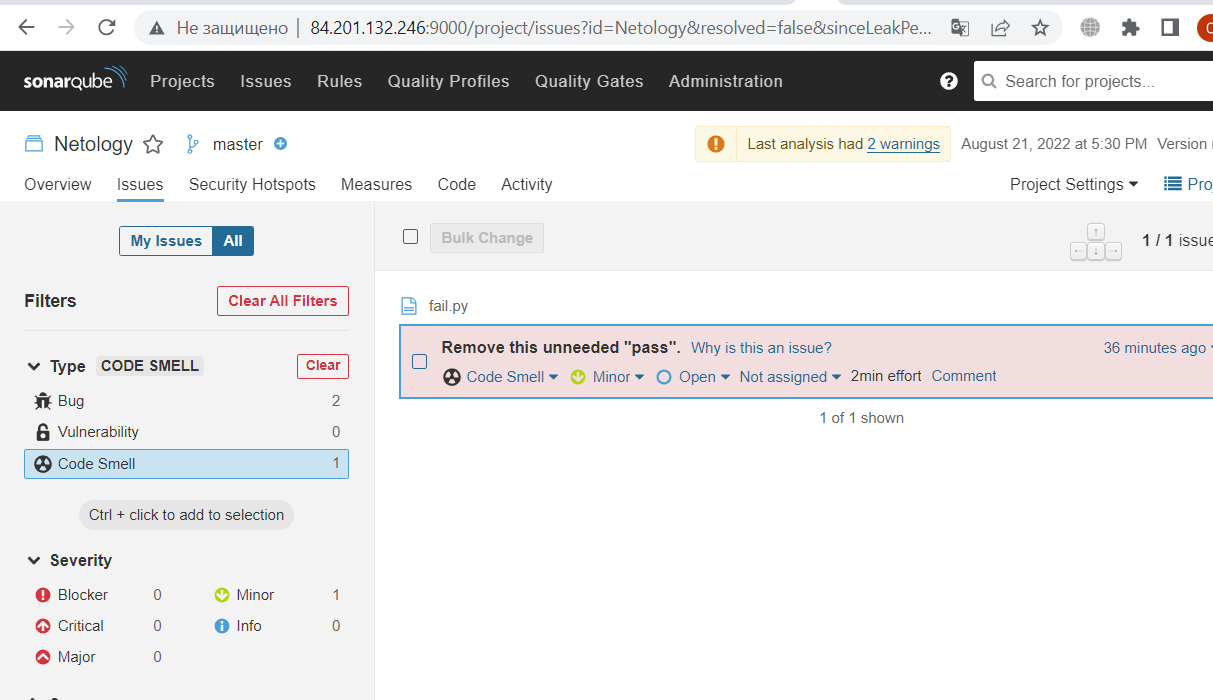 Не защищено | 84.201.132.246:9000/project/issues?id=Netology&resolved=false&sinceLeakPe...
sonarqube Projects Issues Rules Quality Profiles Quality Gates Administration ? Search for projects...
Netology master Last analysis had 2 warnings August 21, 2022 at 5:30 PM Version
Overview Issues Security Hotspots Measures Code Activity Project Settings Proj
My Issues All Bulk Change 1 / 1 issue
Filters Clear All Filters
fail.py
Remove this unneeded "pass". Why is this an issue? 36 minutes ago
Code Smell Minor Open Not assigned 2min effort Comment
1 of 1 shown
Type CODE SMELL Clear
Bug 2
Vulnerability 0
Code Smell 1
Ctrl + click to add to selection
Severity
Blocker 0 Minor 1
Critical 0 Info 0
Major 0